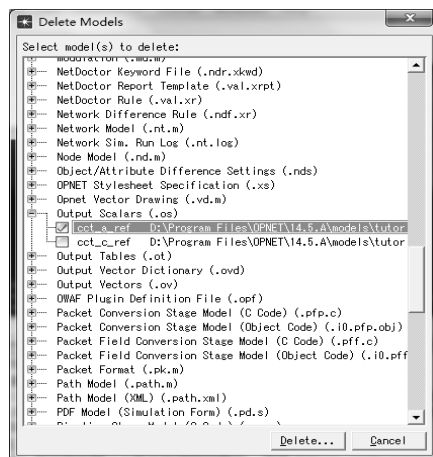 Delete Models
Select model(s) to delete:
Modulation (.md.m)
NetDoctor Keyword File (.ndr.xkwd)
NetDoctor Report Template (.val.xrpt)
NetDoctor Rule (.val.xr)
Network Difference Rule (.ndf.xr)
Network Model (.nt.m)
Network Sim. Run Log (.nt.log)
Node Model (.nd.m)
Object/Attribute Difference Settings (.nds)
OPNET Stylesheet Specification (.xs)
Opnet Vector Drawing (.vd.m)
Output Scalars (.os)
cct_a_ref D:\Program Files\OPNET\14.5.A\models\tutor
cct_c_ref D:\Program Files\OPNET\14.5.A\models\tutor
Output Tables (.ot)
Output Vector Dictionary (.ovd)
Output Vectors (.ov)
OWAF Plugin Definition File (.opf)
Packet Conversion Stage Model (C Code) (.pfp.c)
Packet Conversion Stage Model (Object Code) (.i0.pfp.obj)
Packet Field Conversion Stage Model (C Code) (.pff.c)
Packet Field Conversion Stage Model (Object Code) (.i0.pff
Packet Format (.pk.m)
Path Model (.path.m)
Path Model (XML) (.path.xml)
PDF Model (Simulation Form) (.pd.s)
Delete... Cancel